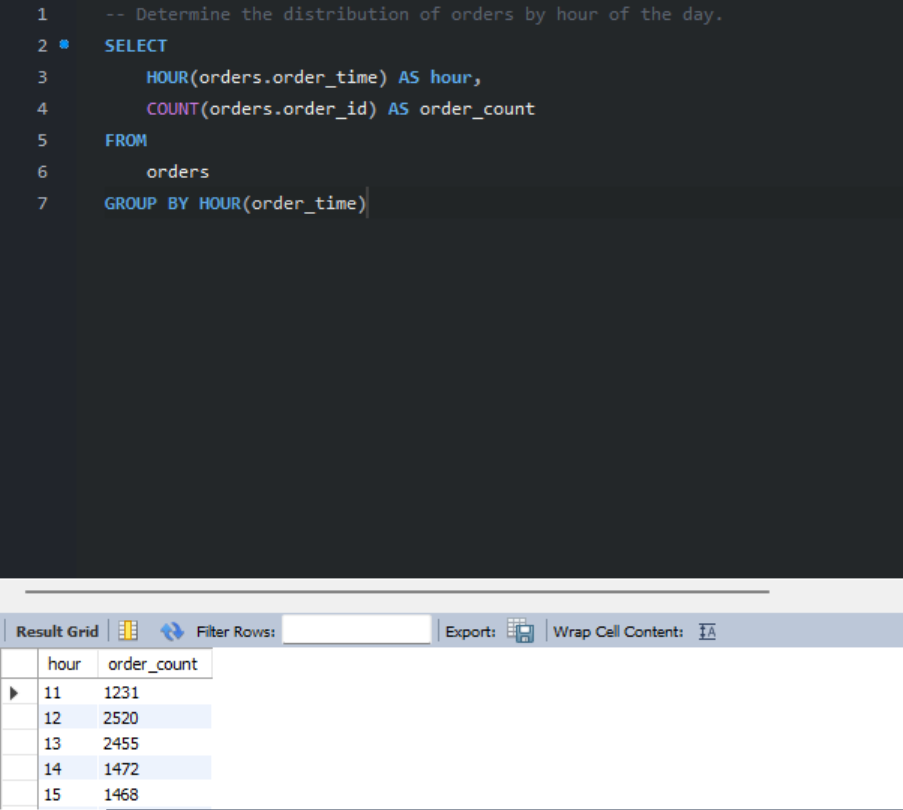 1 -- Determine the distribution of orders by hour of the day.
2 SELECT
3 HOUR(orders.order_time) AS hour,
4 COUNT(orders.order_id) AS order_count
5 FROM
6 orders
7 GROUP BY HOUR(order_time)
Result Grid Filter Rows: Export: Wrap Cell Content: IA
hour order_count
11 1231
12 2520
13 2455
14 1472
15 1468